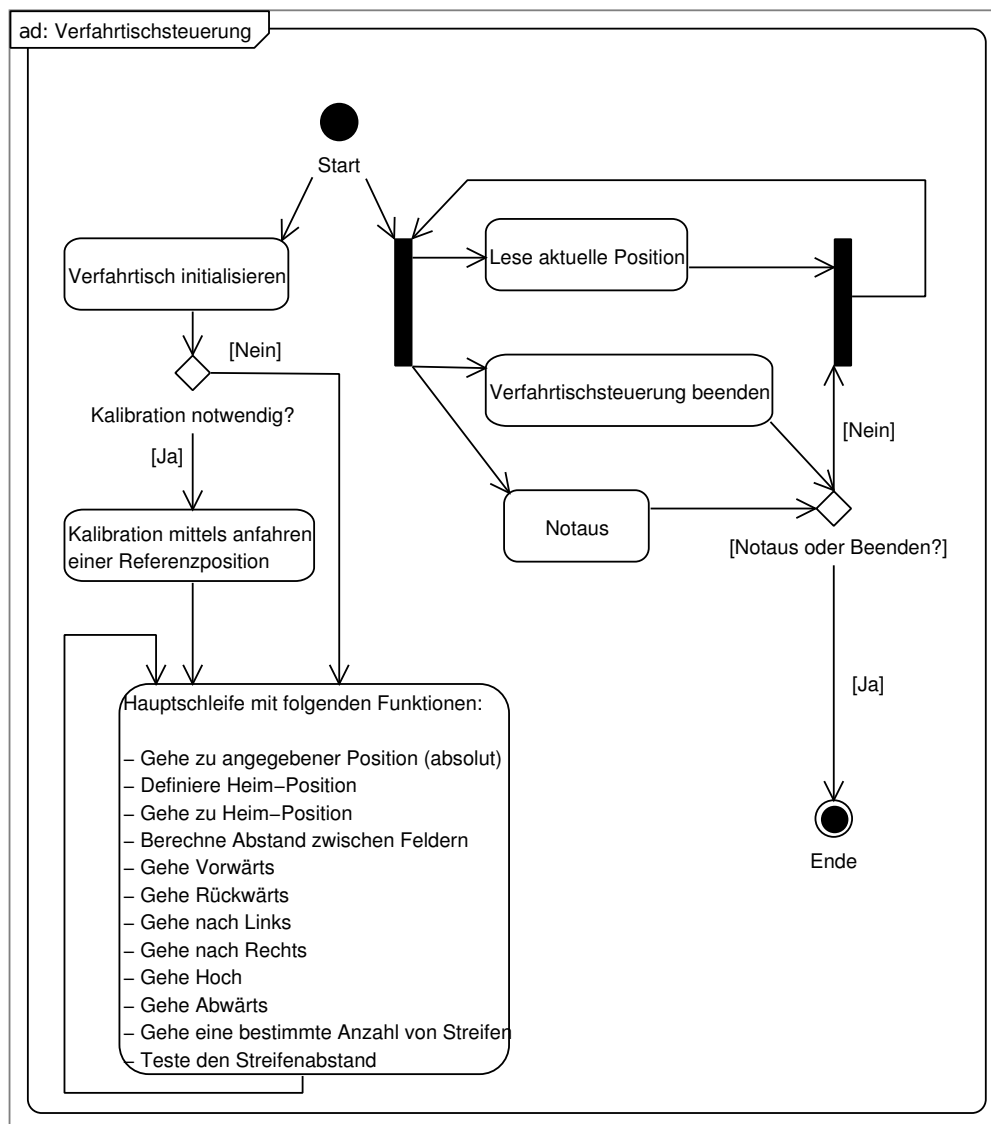 ad: Verfahrtischsteuerung
Start
Verfahrtisch initialisieren
Lese aktuelle Position
[Nein]
Kalibration notwendig?
[Ja]
Verfahrtischsteuerung beenden
[Nein]
Kalibration mittels anfahren
einer Referenzposition
Notaus
[Notaus oder Beenden?]
[Ja]
Hauptschleife mit folgenden Funktionen:
– Gehe zu angegebener Position (absolut)
– Definiere Heim–Position
– Gehe zu Heim–Position
– Berechne Abstand zwischen Feldern
– Gehe Vorwärts
– Gehe Rückwärts
– Gehe nach Links
– Gehe nach Rechts
– Gehe Hoch
– Gehe Abwärts
– Gehe eine bestimmte Anzahl von Streifen
– Teste den Streifenabstand
Ende